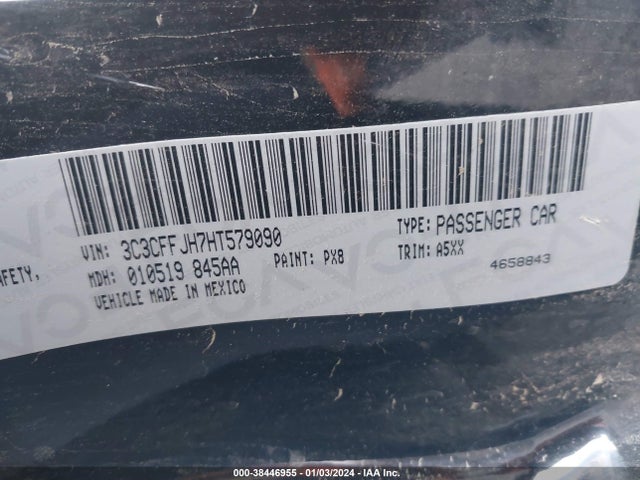 VIN: 3C3CFFJH7HT579090
TYPE: PASSENGER CAR
AFETY,
MDH: 010519 845AA
PAINT: PX8
TRIM: A5XX
VEHICLE MADE IN MEXICO
4658843
000-38446955 - 01/03/2024 - IAA Inc.